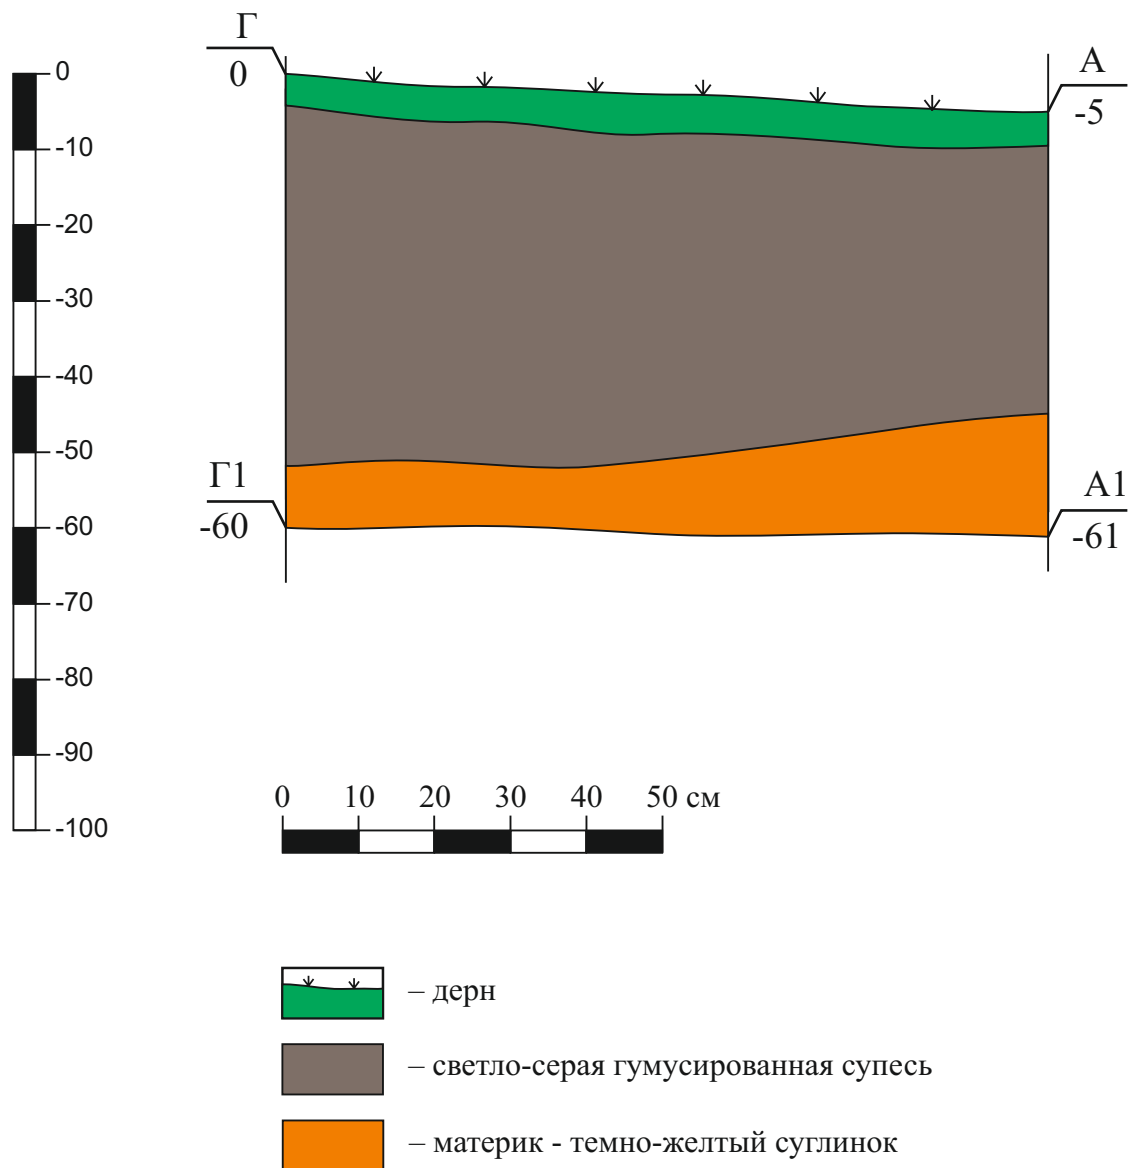 Г
0
А
-5
0
-10
-20
-30
-40
-50
-60
-70
-80
-90
-100
Г1
-60
А1
-61
0 10 20 30 40 50 см
– дерн
– светло-серая гумусированная супесь
– материк - темно-желтый суглинок